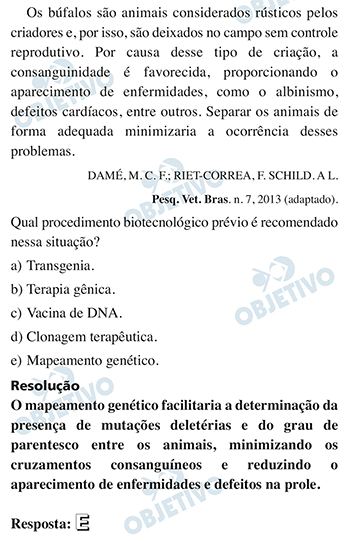 Os búfalos são animais considerados rústicos pelos
criadores e, por isso, são deixados no campo sem controle
reprodutivo. Por causa desse tipo de criação, a
consanguinidade é favorecida, proporcionando o
aparecimento de enfermidades, como o albinismo,
defeitos cardíacos, entre outros. Separar os animais de
forma adequada minimizaria a ocorrência desses
problemas.
DAMÉ, M. C. F.; RIET-CORREA, F. SCHILD. A L.
Pesq. Vet. Bras. n. 7, 2013 (adaptado).
Qual procedimento biotecnológico prévio é recomendado
nessa situação?
a) Transgenia.
b) Terapia gênica.
c) Vacina de DNA.
d) Clonagem terapêutica.
e) Mapeamento genético.
Resolução
O mapeamento genético facilitaria a determinação da
presença de mutações deletérias e do grau de
parentesco entre os animais, minimizando os
cruzamentos consanguíneos e reduzindo o
aparecimento de enfermidades e defeitos na prole.
Resposta: E
OBJETIVO
OBJETIVO
OBJETIVO
OBJETIVO
OBJETIVO
OBJETIVO